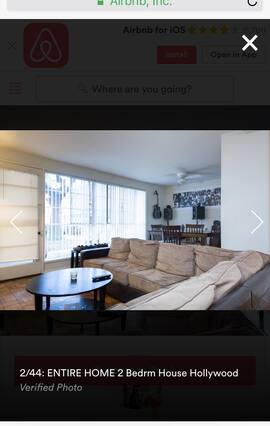 Airbnb, Inc.
Airbnb for iOS
Install
Open in App
Where are you going?
2/44: ENTIRE HOME 2 Bedrm House Hollywood
Verified Photo